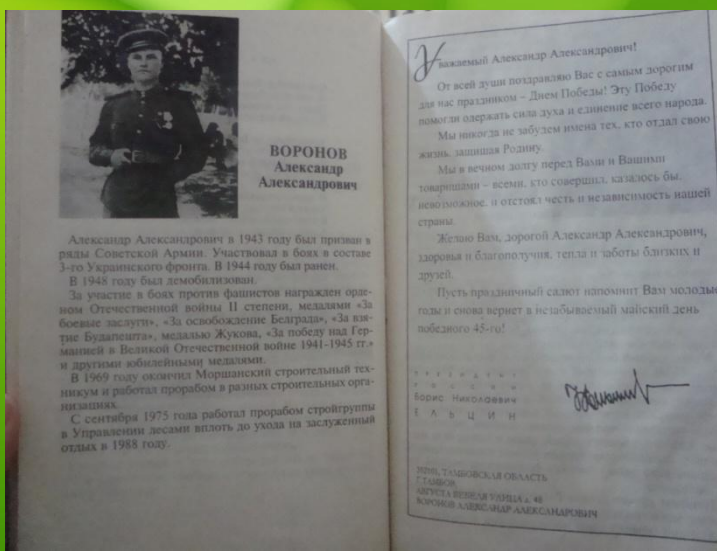 ВОРОНОВ
Александр
Александрович
Александр Александрович в 1943 году был призван в
ряды Советской Армии. Участвовал в боях в составе
3-го Украинского фронта. В 1944 году был ранен.
В 1948 году был демобилизован.
За участие в боях против фашистов награжден орде-
ном Отечественной войны II степени, медалями «За
боевые заслуги», «За освобождение Белграда», «За взя-
тие Будапешта», медалью Жукова, «За победу над Гер-
манией в Великой Отечественной войне 1941-1945 гг.»
и другими юбилейными медалями.
В 1969 году окончил Моршанский строительный тех-
никум и работал прорабом в разных строительных орга-
низациях.
С сентября 1975 года работал прорабом стройгруппы
в Управлении лесами вплоть до ухода на заслуженный
отдых в 1988 году.
Уважаемый Александр Александрович!
От всей души поздравляю Вас с самым дорогим
для нас праздником – Днем Победы! Эту Победу
помогли одержать сила духа и единение всего народа.
Мы никогда не забудем имена тех, кто отдал свою
жизнь, защищая Родину.
Мы в вечном долгу перед Вами и Вашими
товарищами – всеми, кто совершил, казалось бы,
невозможное, и отстоял честь и независимость нашей
страны.
Желаю Вам, дорогой Александр Александрович,
здоровья и благополучия, тепла и заботы близких и
друзей.
Пусть праздничный салют напомнит Вам молодые
годы и снова вернет в незабываемый майский день
победного 45-го!
Борис Николаевич
ЕЛЬЦИН
ТАМБОВСКАЯ ОБЛАСТЬ
Г.ТАМБОВ
АВГУСТА БЕБЕЛЯ УЛИЦА д.
ВОРОНОВ АЛЕКСАНДР АЛЕКСАНДРОВИЧ